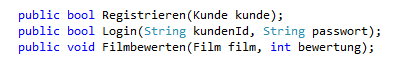 public bool Registrieren(Kunde kunde);
public bool Login(String kundenId, String passwort);
public void Filmbewerten(Film film, int bewertung);